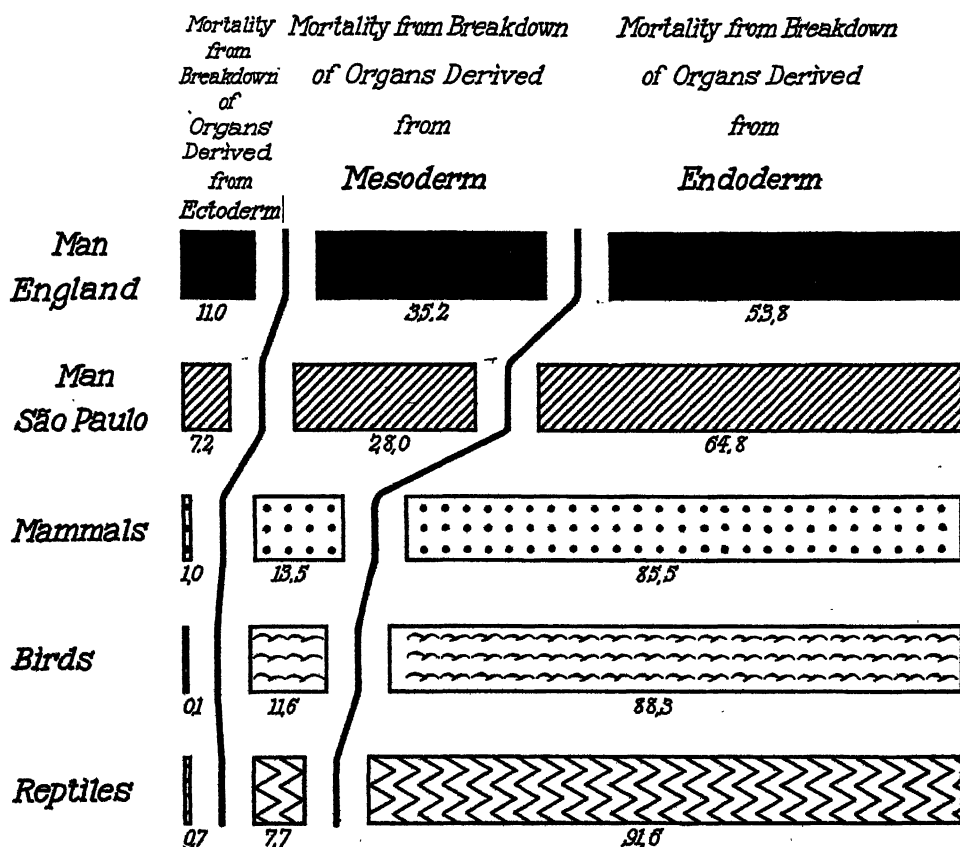 Mortality
from
Breakdown
of
Organs
Derived
from
Ectoderm
Mortality from Breakdown
of Organs Derived
from
Mesoderm
Mortality from Breakdown
of Organs Derived
from
Endoderm
Man
England
11.0
35.2
53,8
Man
São Paulo
7.2
28,0
64,8
Mammals
1,0
13,5
85,5
Birds
0,1
11,6
88,3
Reptiles
0,7
7.7
91,6